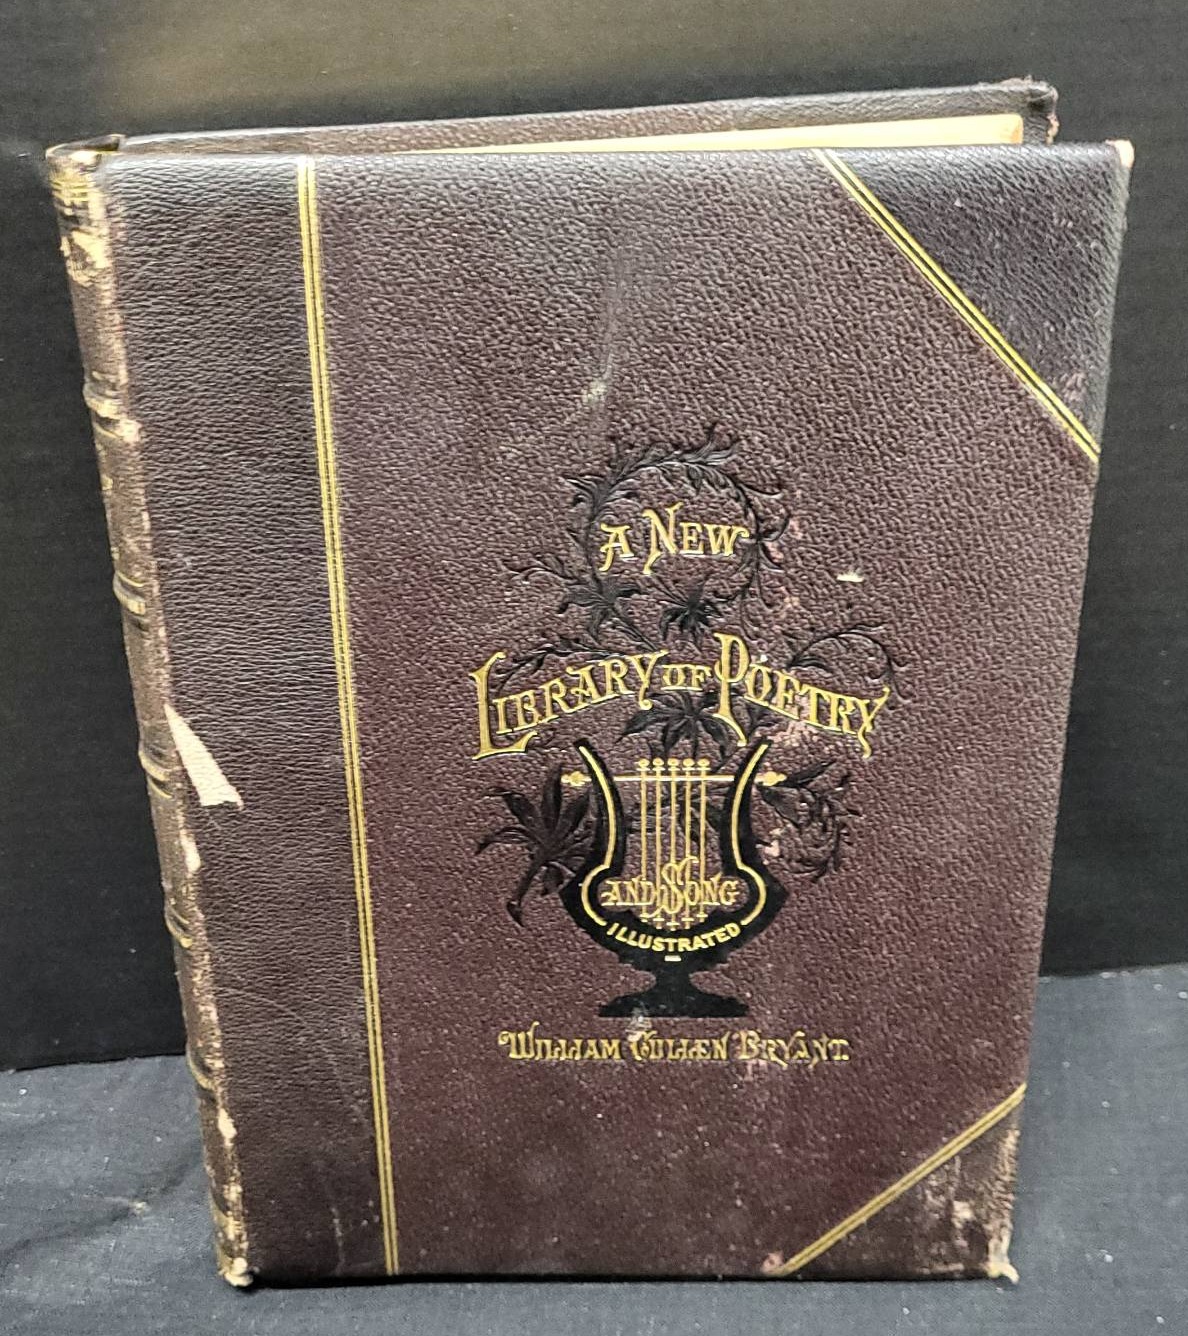 A NEW
LIBRARY OF POETRY
AND SONG
ILLUSTRATED
WILLIAM CULLEN BRYANT.